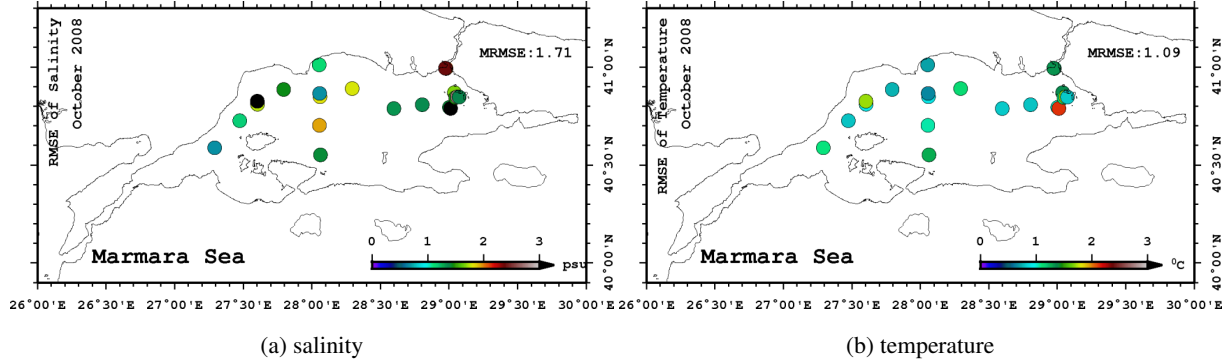 RMSE of Salinity
October 2008
MRMSE:1.71
41°00'N
40°30'N
40°00'N
Marmara Sea
0 1 2 3
psu
26°00'E 26°30'E 27°00'E 27°30'E 28°00'E 28°30'E 29°00'E 29°30'E 30°00'E
(a) salinity
RMSE of Temperature
October 2008
MRMSE:1.09
41°00'N
40°30'N
40°00'N
Marmara Sea
0 1 2 3
°C
26°00'E 26°30'E 27°00'E 27°30'E 28°00'E 28°30'E 29°00'E 29°30'E 30°00'E
(b) temperature